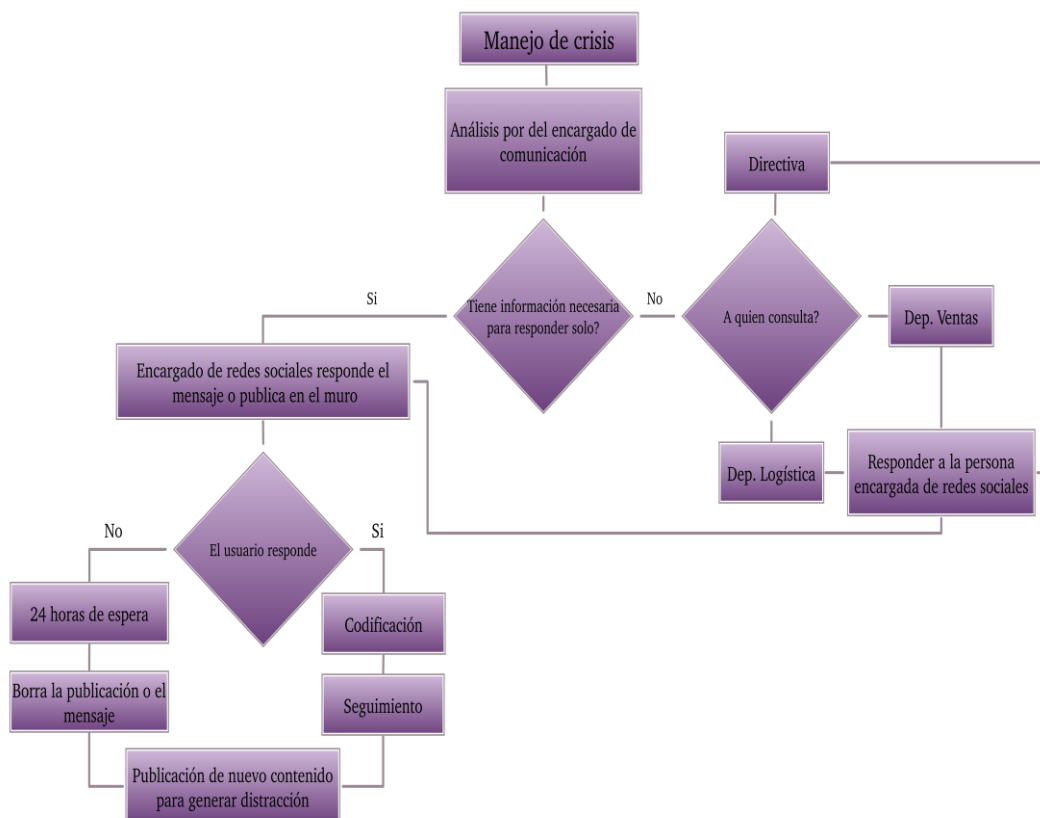 Manejo de crisis
Análisis por del encargado de
comunicación
Directiva
Si
Tiene información necesaria
para responder solo?
No
A quien consulta?
Dep. Ventas
Encargado de redes sociales responde el
mensaje o publica en el muro
Dep. Logística
Responder a la persona
encargada de redes sociales
No
El usuario responde
Si
24 horas de espera
Codificación
Borra la publicación o el
mensaje
Seguimiento
Publicación de nuevo contenido
para generar distracción